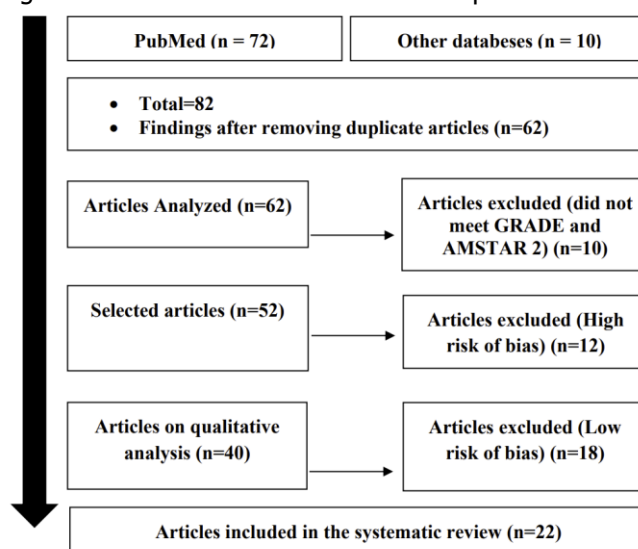 PubMed (n = 72)
Other databeses (n = 10)
• Total=82
• Findings after removing duplicate articles (n=62)
Articles Analyzed (n=62)
Articles excluded (did not
meet GRADE and
AMSTAR 2) (n=10)
Selected articles (n=52)
Articles excluded (High
risk of bias) (n=12)
Articles on qualitative
analysis (n=40)
Articles excluded (Low
risk of bias) (n=18)
Articles included in the systematic review (n=22)